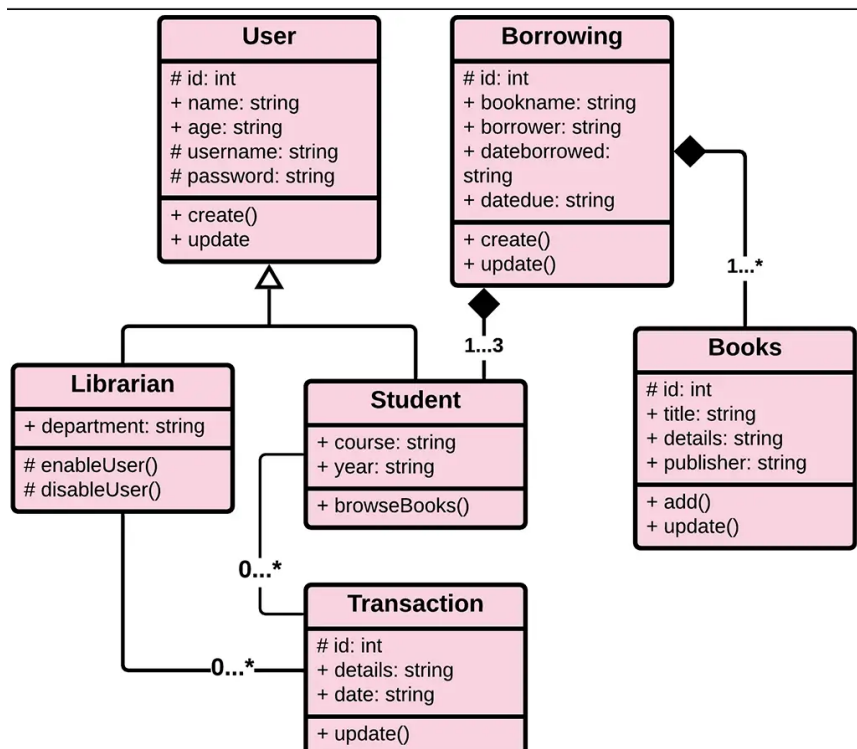 User
# id: int
+ name: string
+ age: string
# username: string
# password: string
+ create()
+ update
Borrowing
# id: int
+ bookname: string
+ borrower: string
+ dateborrowed:
string
+ datedue: string
+ create()
+ update()
1...*
1...3
Librarian
+ department: string
# enableUser()
# disableUser()
Student
+ course: string
+ year: string
+ browseBooks()
Books
# id: int
+ title: string
+ details: string
+ publisher: string
+ add()
+ update()
0...*
0...*
Transaction
# id: int
+ details: string
+ date: string
+ update()